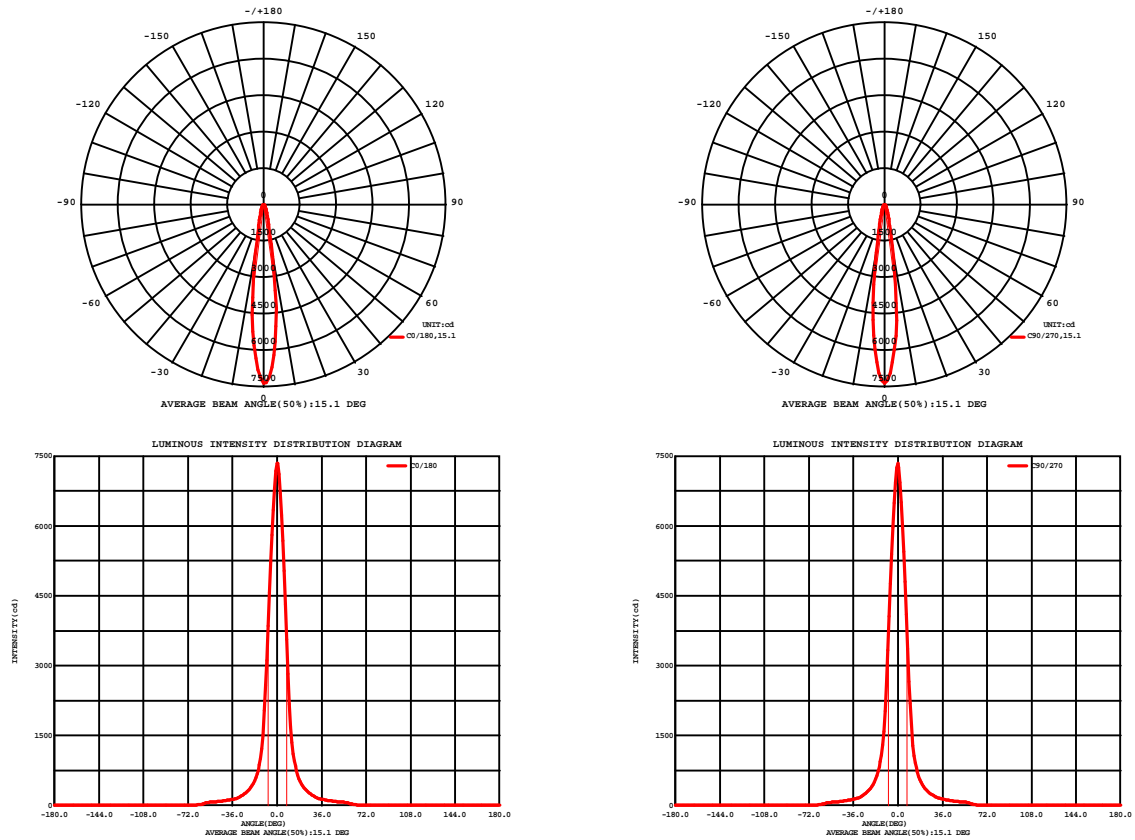 -/+180
-150
150
-120
120
-90
90
-60
60
-30
30
0
0
1500
3000
4500
6000
7500
UNIT:cd
C0/180,15.1
AVERAGE BEAM ANGLE(50%):15.1 DEG
-/+180
-150
150
-120
120
-90
90
-60
60
-30
30
0
0
1500
3000
4500
6000
7500
UNIT:cd
C90/270,15.1
AVERAGE BEAM ANGLE(50%):15.1 DEG
LUMINOUS INTENSITY DISTRIBUTION DIAGRAM
C0/180
7500
6000
4500
3000
1500
0
INTENSITY(cd)
-180.0 -144.0 -108.0 -72.0 -36.0 0.0 36.0 72.0 108.0 144.0 180.0
ANGLE(DEG)
AVERAGE BEAM ANGLE(50%):15.1 DEG
LUMINOUS INTENSITY DISTRIBUTION DIAGRAM
C90/270
7500
6000
4500
3000
1500
0
INTENSITY(cd)
-180.0 -144.0 -108.0 -72.0 -36.0 0.0 36.0 72.0 108.0 144.0 180.0
ANGLE(DEG)
AVERAGE BEAM ANGLE(50%):15.1 DEG